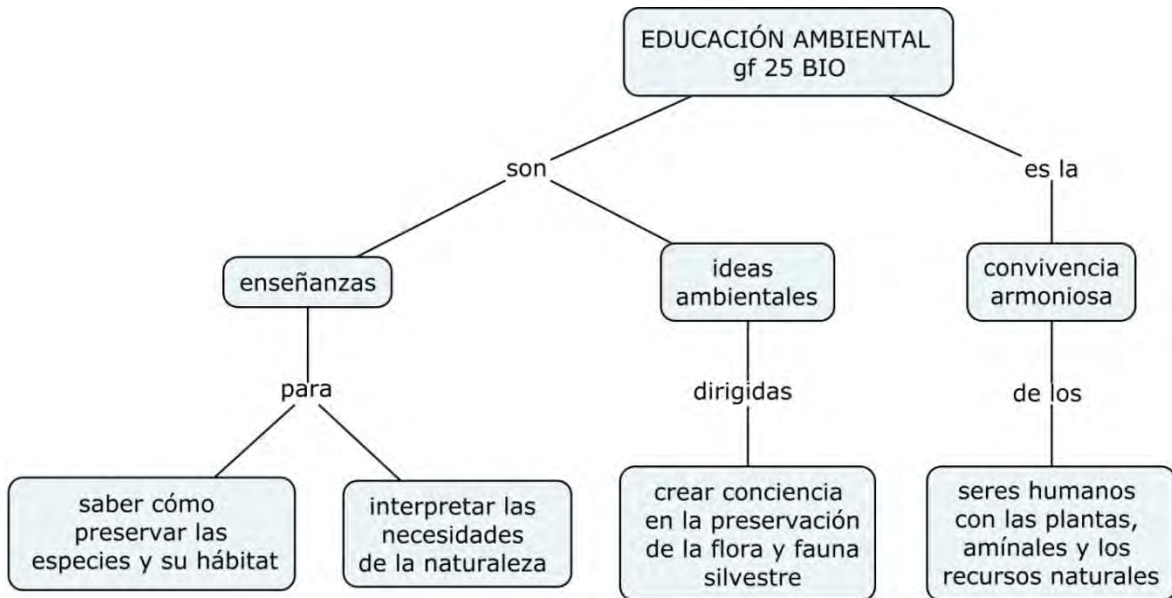 EDUCACIÓN AMBIENTAL
gf 25 BIO
son
es la
enseñanzas
ideas
ambientales
convivencia
armoniosa
para
dirigidas
de los
saber cómo
preservar las
especies y su hábitat
interpretar las
necesidades
de la naturaleza
crear conciencia
en la preservación
de la flora y fauna
silvestre
seres humanos
con las plantas,
amínales y los
recursos naturales